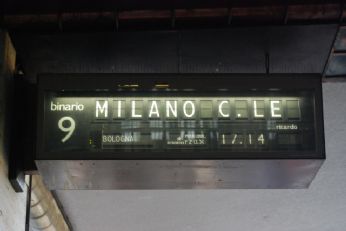 binario
MILANO C.LE
9
ritardo
BOLOGNA 17.14